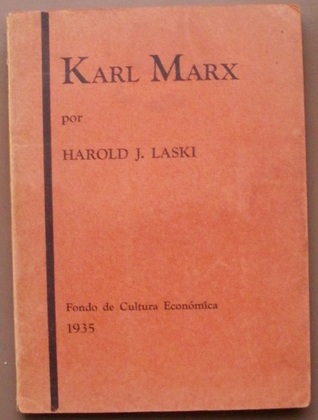 KARL MARX
por
HAROLD J. LASKI
Fondo de Cultura Económica
1935